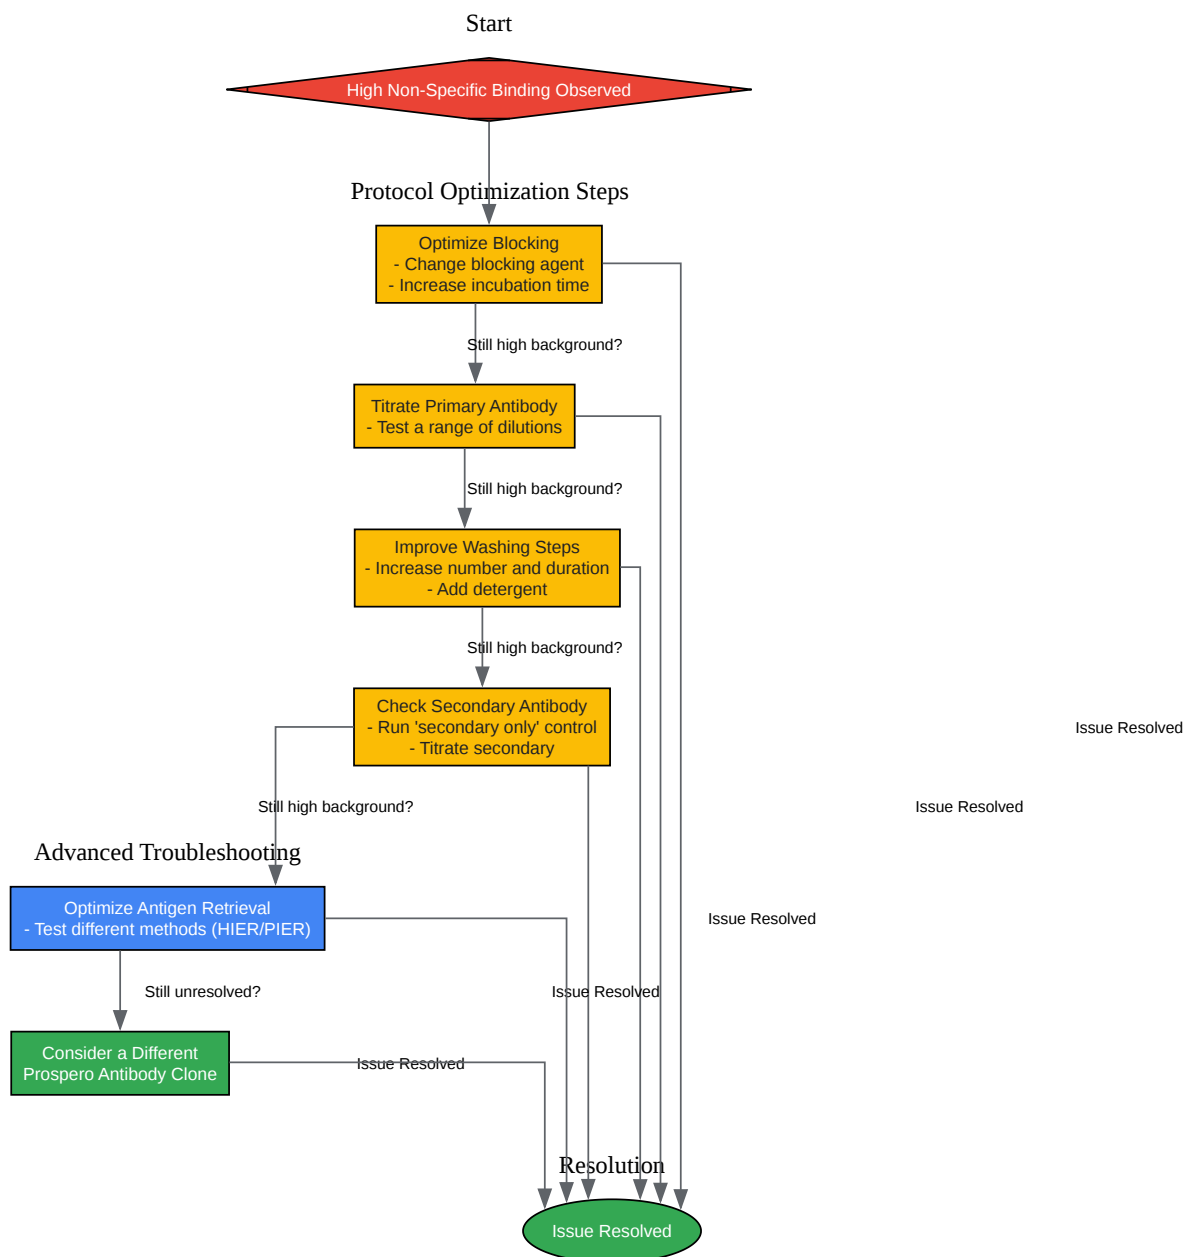 Start
High Non-Specific Binding Observed
Protocol Optimization Steps
Optimize Blocking
- Change blocking agent
- Increase incubation time
Still high background?
Titrate Primary Antibody
- Test a range of dilutions
Still high background?
Improve Washing Steps
- Increase number and duration
- Add detergent
Still high background?
Check Secondary Antibody
- Run 'secondary only' control
- Titrate secondary
Issue Resolved
Still high background?
Issue Resolved
Advanced Troubleshooting
Optimize Antigen Retrieval
- Test different methods (HIER/PIER)
Issue Resolved
Still unresolved?
Issue Resolved
Consider a Different
Prospero Antibody Clone
Issue Resolved
Resolution
Issue Resolved